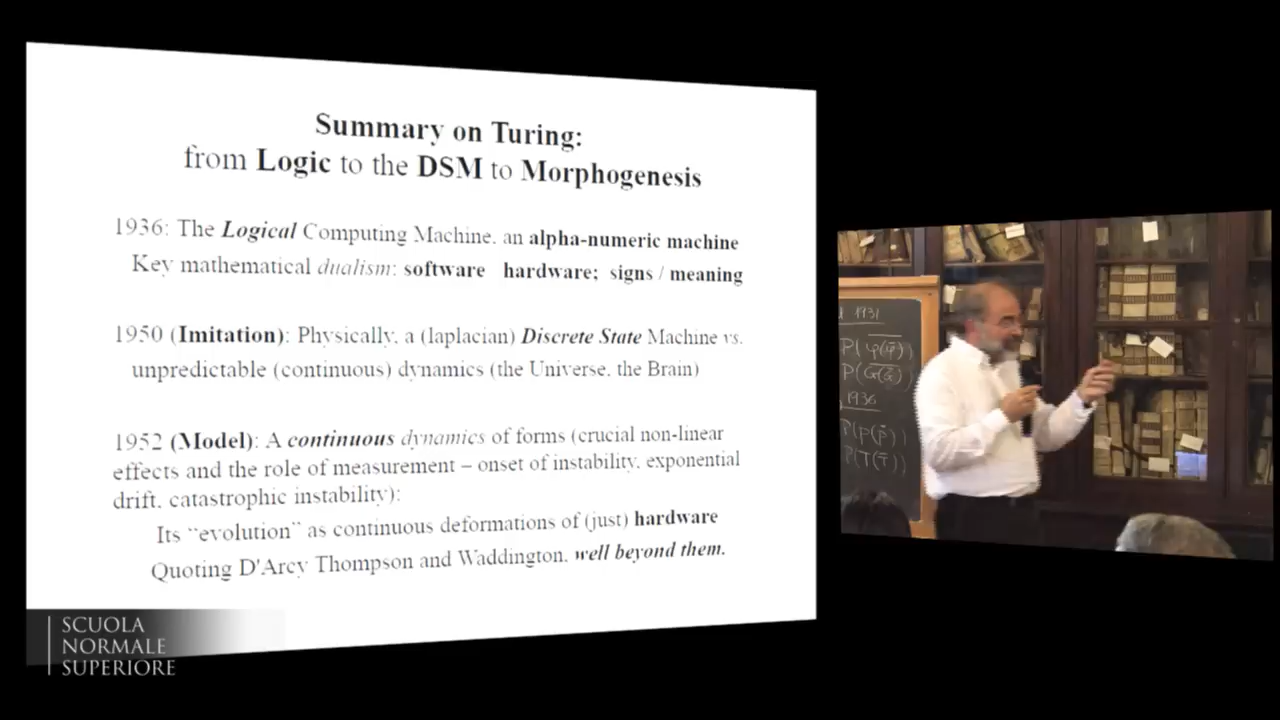 Summary on Turing:
from Logic to the DSM to Morphogenesis
1936: The Logical Computing Machine, an alpha-numeric machine
Key mathematical dualism: software hardware; signs / meaning
1950 (Imitation): Physically, a (laplacian) Discrete State Machine vs.
unpredictable (continuous) dynamics (the Universe, the Brain)
1952 (Model): A continuous dynamics of forms (crucial non-linear
effects and the role of measurement – onset of instability, exponential
drift, catastrophic instability):
Its “evolution” as continuous deformations of (just) hardware
Quoting D'Arcy Thompson and Waddington, well beyond them.
SCUOLA
NORMALE
SUPERIORE
1931
1936